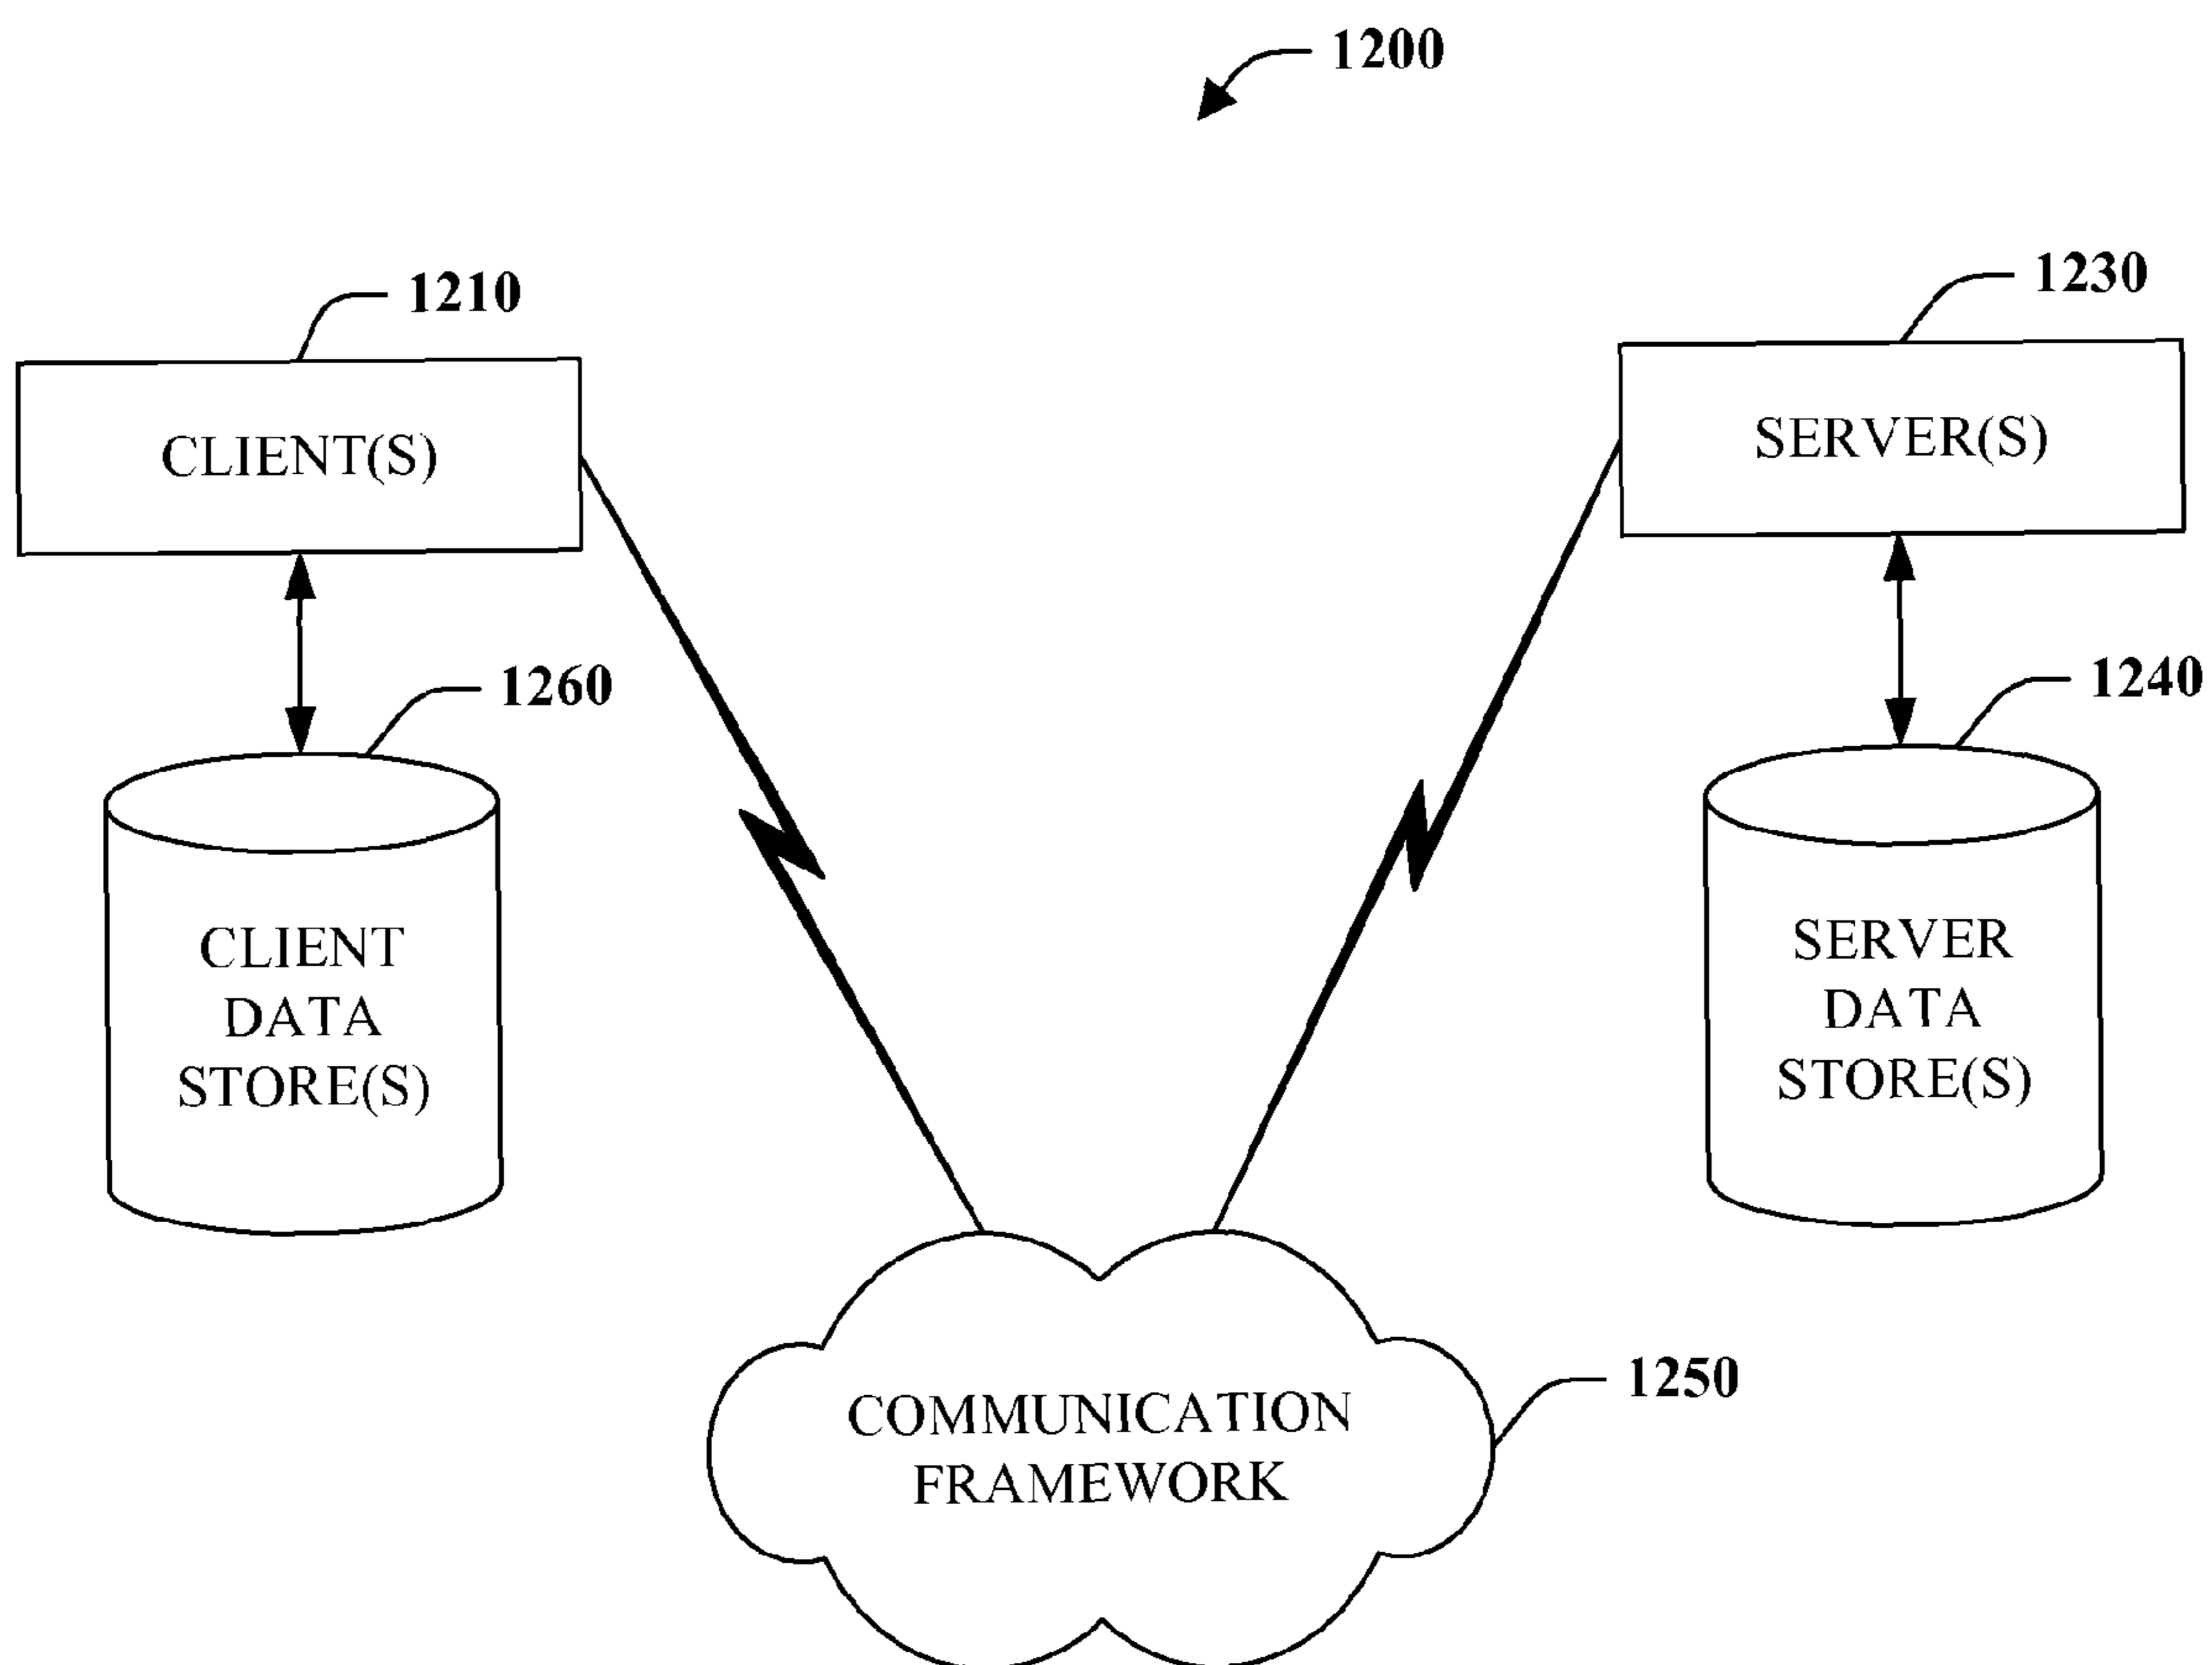 1200
1210
1230
CLIENT(S)
SERVER(S)
1260
1240
CLIENT
DATA
STORE(S)
SERVER
DATA
STORE(S)
1250
COMMUNICATION
FRAMEWORK